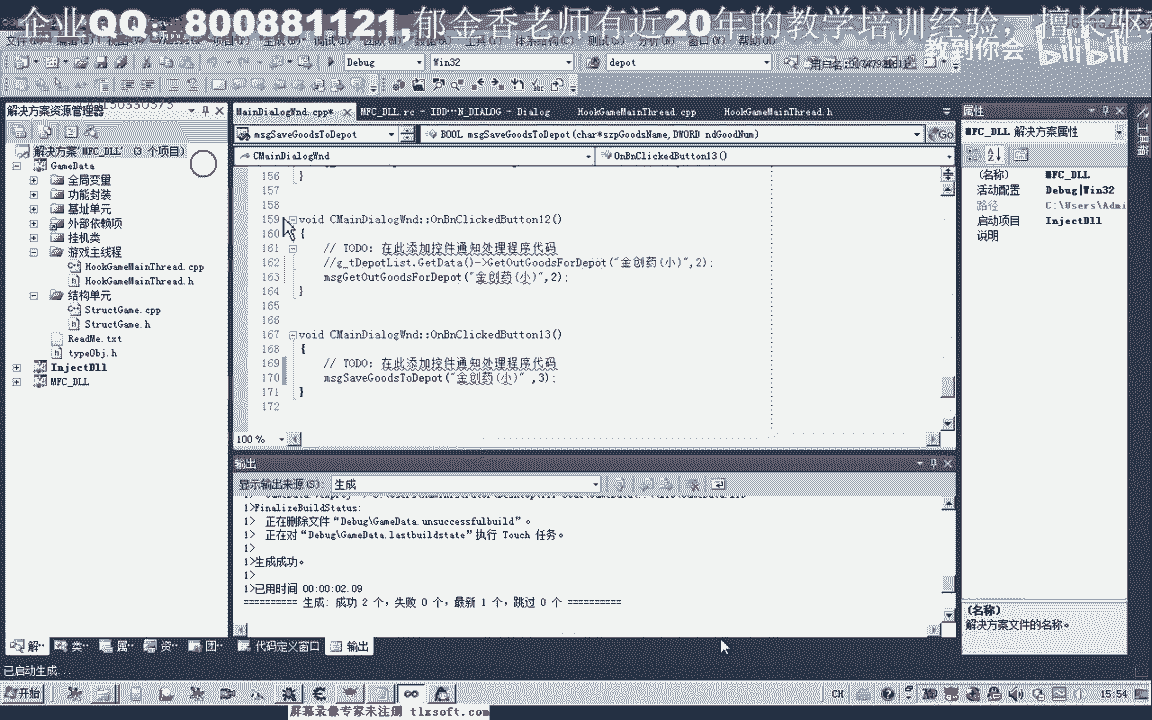 企业QQ：800881121,郁金香老师有近20年的教学培训经验，擅长驱动
教到你会 bilibili
Debug
Win32
depot
解决方案资源管理器
MainDialogWnd.cpp*
MFC_DLL.rc - IDD···N_DIALOG - Dialog
HookGameMainThread.cpp
HookGameMainThread.h
属性
msgSaveGoodsToDepot
BOOL msgSaveGoodsToDepot(char*szpGoodsName,DWORD ndGoodNum)
Go
MFC_DLL 解决方案属性
CMainDialogWnd
OnBnClickedButton13()
解决方案"MFC_DLL" (3 个项目)
GameData
全局变量
功能封装
基址单元
外部依赖项
挂机类
游戏主线程
HookGameMainThread.cpp
HookGameMainThread.h
结构单元
StructGame.cpp
StructGame.h
ReadMe.txt
typeObj.h
InjectDll
MFC_DLL
156 }
157
158
159 void CMainDialogWnd::OnBnClickedButton12()
160 {
161 // TODO: 在此添加控件通知处理程序代码
162 //g_tDepotList.GetData()->GetOutGoodsForDepot("金创药(小)",2);
163 msgGetOutGoodsForDepot("金创药(小)",2);
164 }
165
166
167 void CMainDialogWnd::OnBnClickedButton13()
168 {
169 // TODO: 在此添加控件通知处理程序代码
170 msgSaveGoodsToDepot("金创药(小)" ,3);
171 }
172
100 %
(名称) MFC_DLL
活动配置 Debug|Win32
路径 C:\Users\Admi
启动项目 InjectDll
说明
输出
显示输出来源(S): 生成
1>FinalizeBuildStatus:
1> 正在删除文件“Debug\GameData.unsuccessfulbuild”。
1> 正在对“Debug\GameData.lastbuildstate”执行 Touch 任务。
1>
1>生成成功。
1>
1>已用时间 00:00:02.09
========== 生成: 成功 2 个，失败 0 个，最新 1 个，跳过 0 个 ==========
(名称)
解决方案文件的名称。
解··
类··
属··
资··
团··
代码定义窗口
输出
已启动生成...
开始
CH
15:54
屏幕录像专家未注册 tlxsoft.com